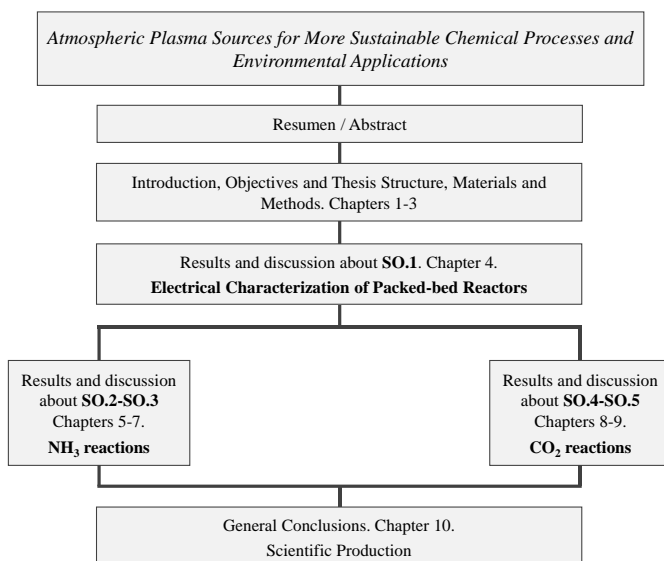 Atmospheric Plasma Sources for More Sustainable Chemical Processes and
Environmental Applications
Resumen / Abstract
Introduction, Objectives and Thesis Structure, Materials and
Methods. Chapters 1-3
Results and discussion about SO.1. Chapter 4.
Electrical Characterization of Packed-bed Reactors
Results and discussion
about SO.2-SO.3
Chapters 5-7.
NH₃ reactions
Results and discussion
about SO.4-SO.5
Chapters 8-9.
CO₂ reactions
General Conclusions. Chapter 10.
Scientific Production